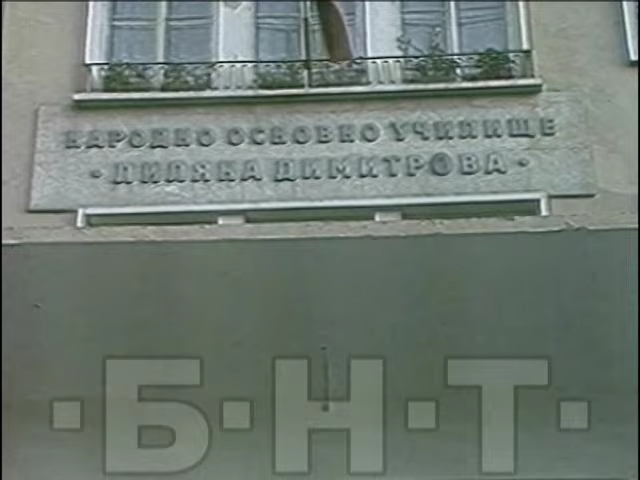 НАРОДНО ОСНОВНО УЧИЛИЩЕ
• ЛИЛЯНА ДИМИТРОВА •
· Б · Н · Т ·